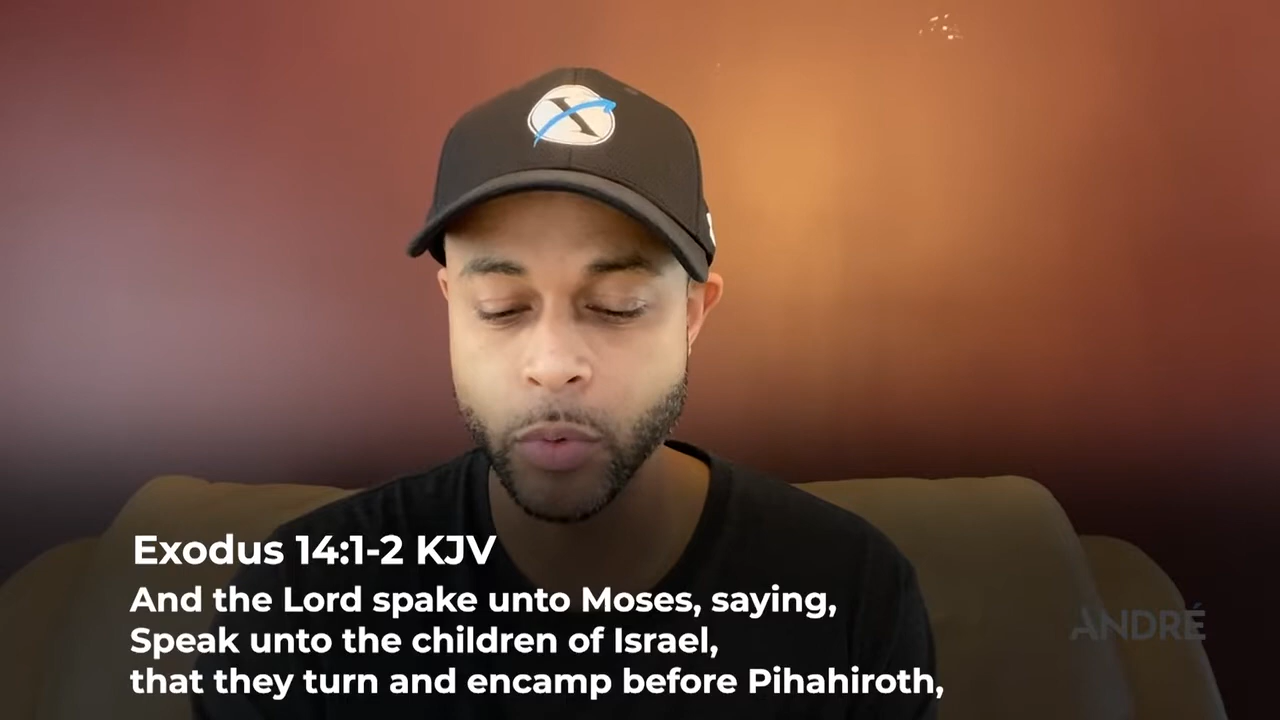 X
Exodus 14:1-2 KJV
And the Lord spake unto Moses, saying,
Speak unto the children of Israel,
that they turn and encamp before Pihahiroth,
ANDRÉ